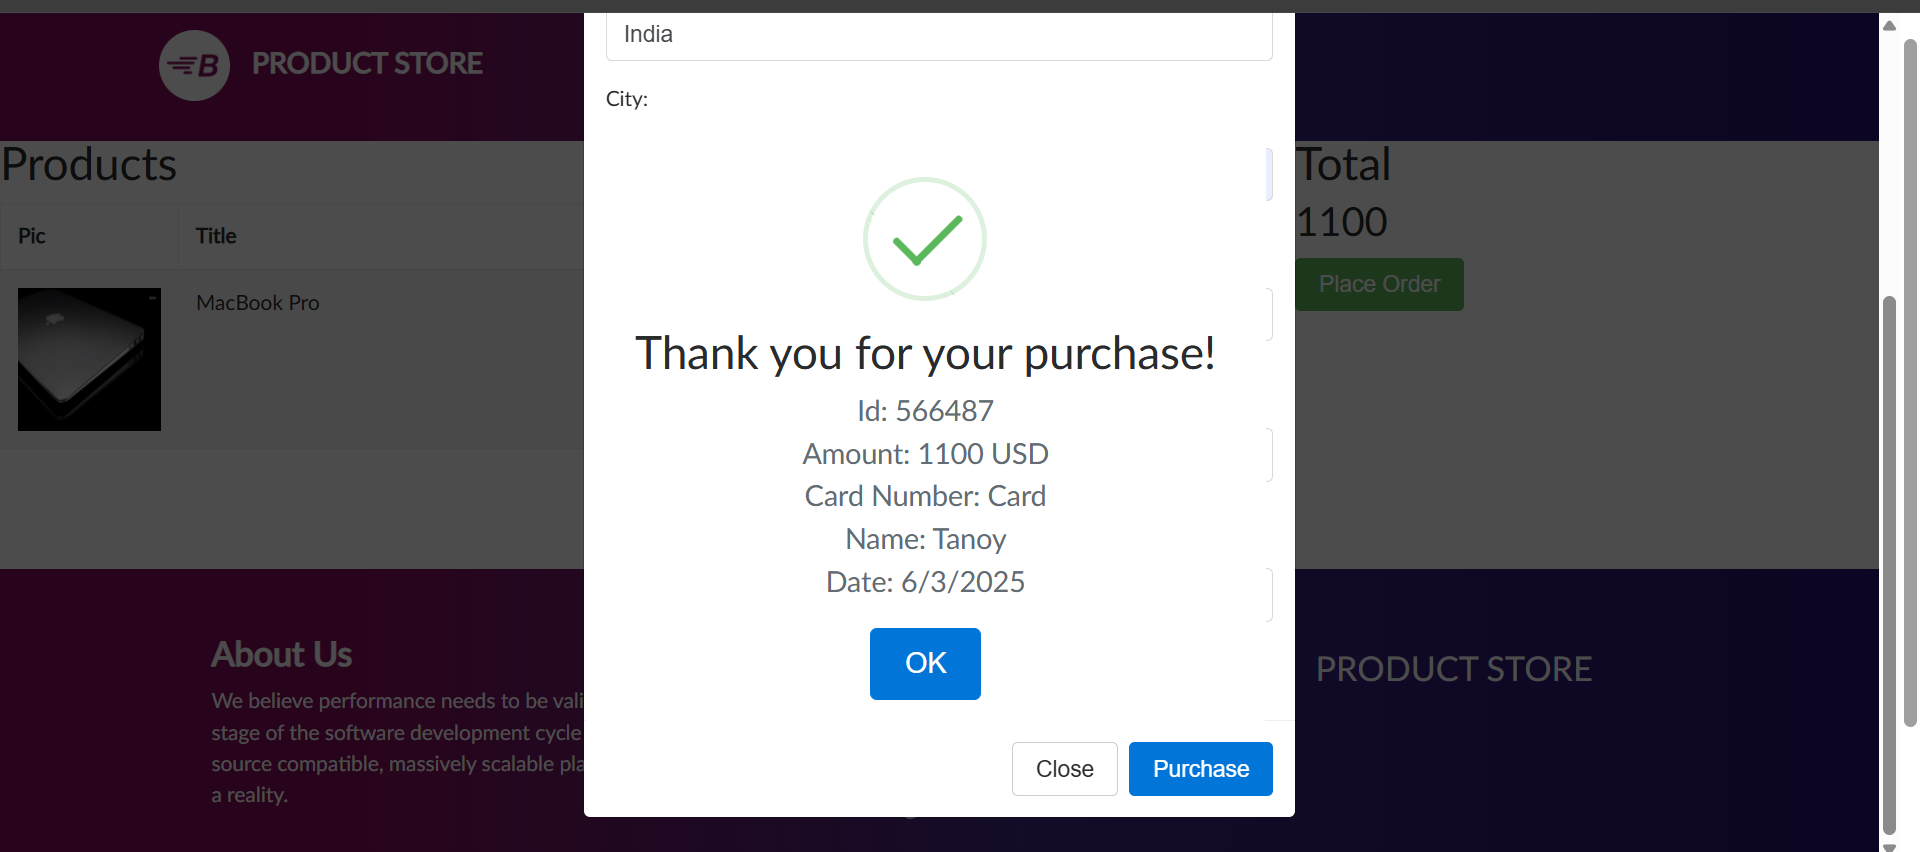 B PRODUCT STORE
India
City:
Products
Pic Title
MacBook Pro
Total
1100
Place Order
Thank you for your purchase!
Id: 566487
Amount: 1100 USD
Card Number: Card
Name: Tanoy
Date: 6/3/2025
OK
Close Purchase
About Us
We believe performance needs to be vali
stage of the software development cycle
source compatible, massively scalable pla
a reality.
PRODUCT STORE